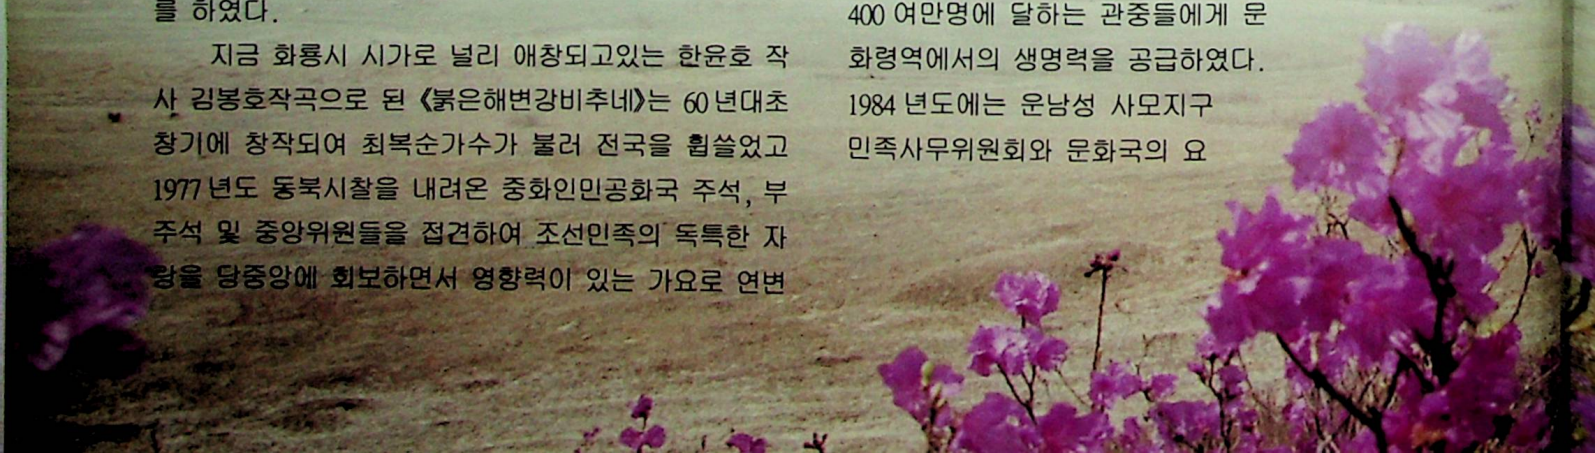 를 하였다.
지금 화룡시 시가로 널리 애창되고있는 한윤호 작
사 김봉호작곡으로 된 《붉은해변강비추네》는 60년대초
창기에 창작되여 최복순가수가 불러 전국을 휩쓸었고
1977년도 동북시찰을 내려온 중화인민공화국 주석, 부
주석 및 중앙위원들을 접견하여 조선민족의 독특한 자
랑을 당중앙에 회보하면서 영향력이 있는 가요로 연변
400여만명에 달하는 관중들에게 문
화령역에서의 생명력을 공급하였다.
1984년도에는 운남성 사모지구
민족사무위원회와 문화국의 요